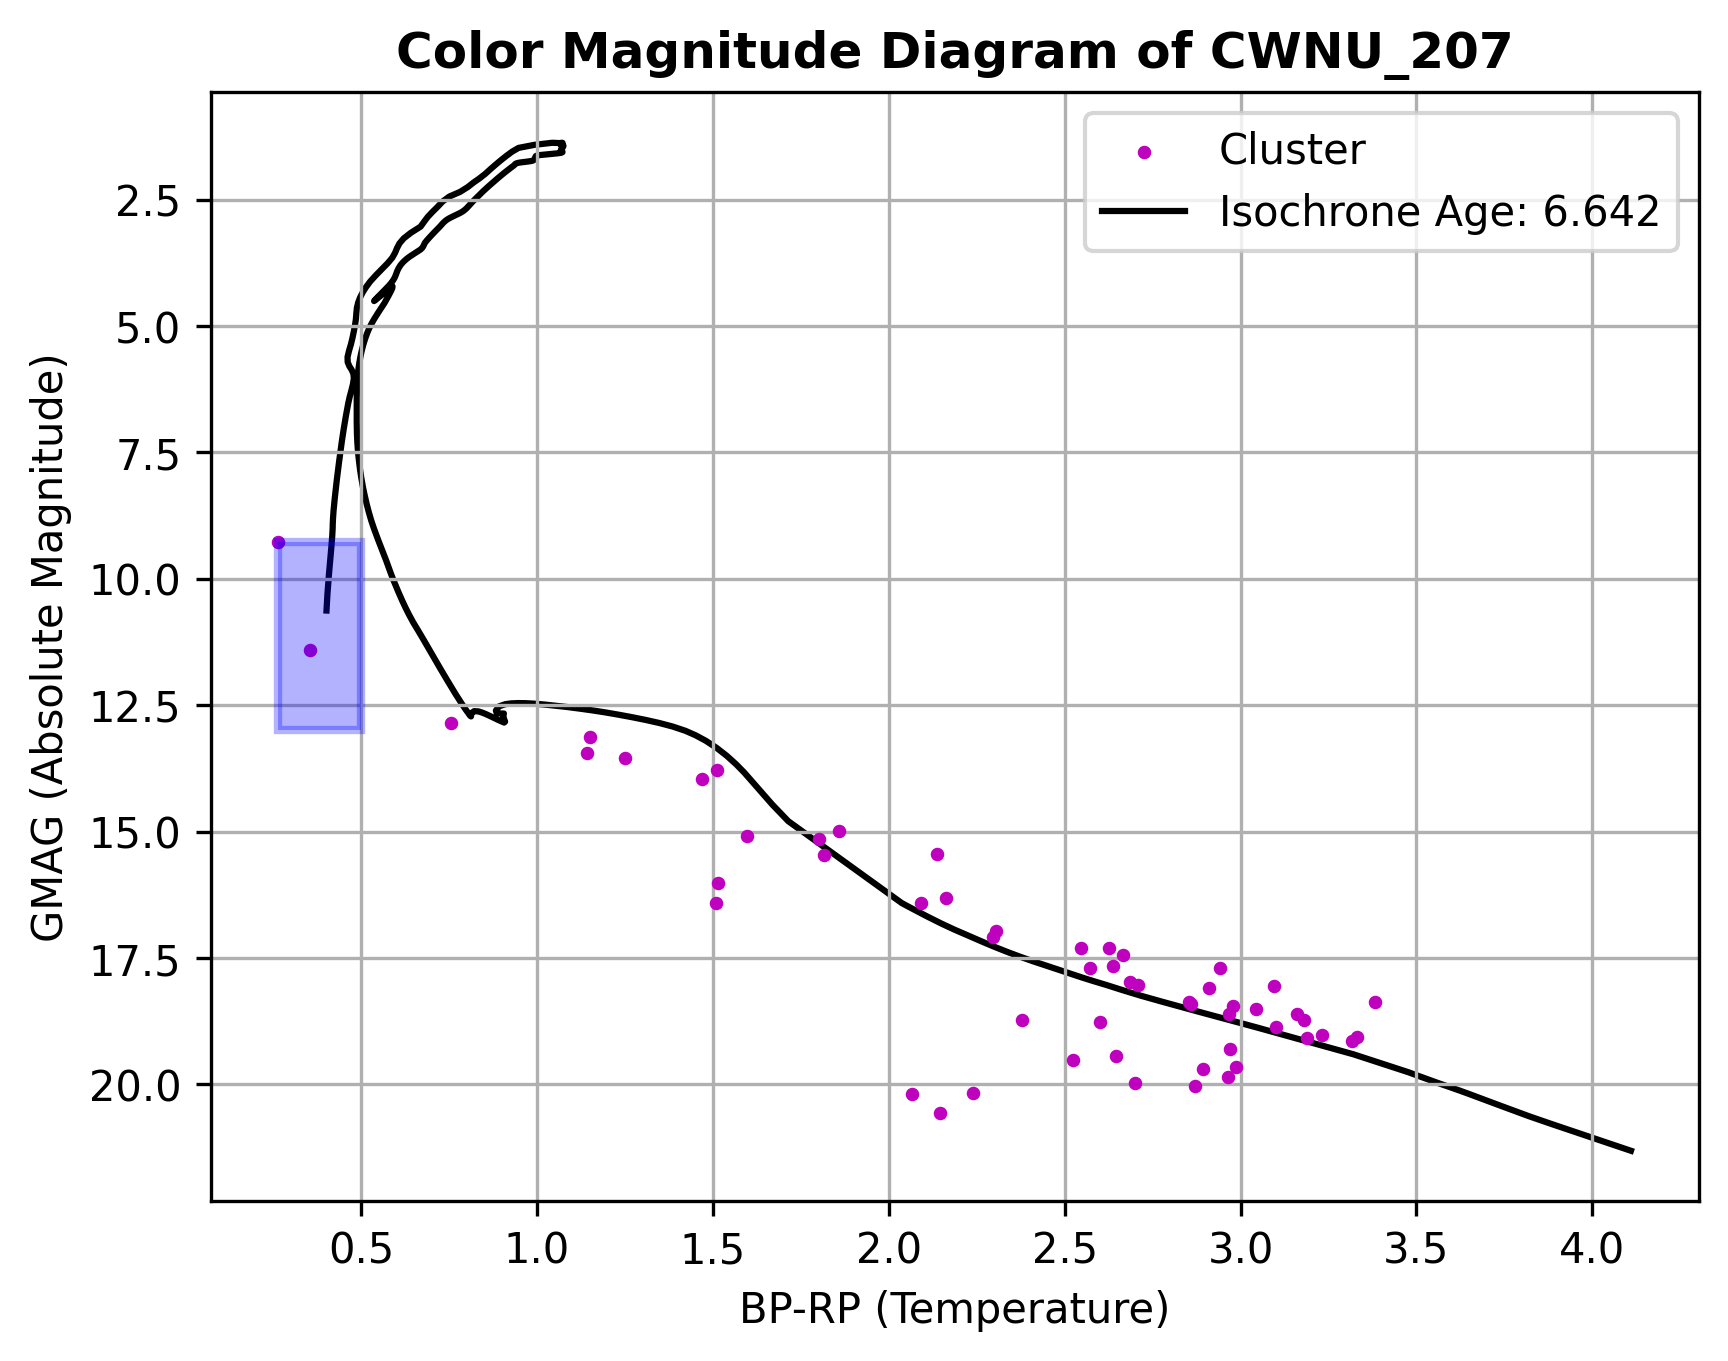 Color Magnitude Diagram of CWNU_207
Cluster
Isochrone Age: 6.642
GMAG (Absolute Magnitude)
2.5
5.0
7.5
10.0
12.5
15.0
17.5
20.0
0.5 1.0 1.5 2.0 2.5 3.0 3.5 4.0
BP-RP (Temperature)